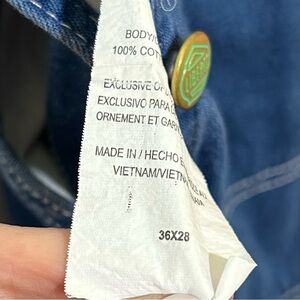 BODY/
100% COT
EXCLUSIVE OF
EXCLUSIVO PARA
ORNEMENT ET GAR
MADE IN / HECHO E
VIETNAM/VIETN
36X28